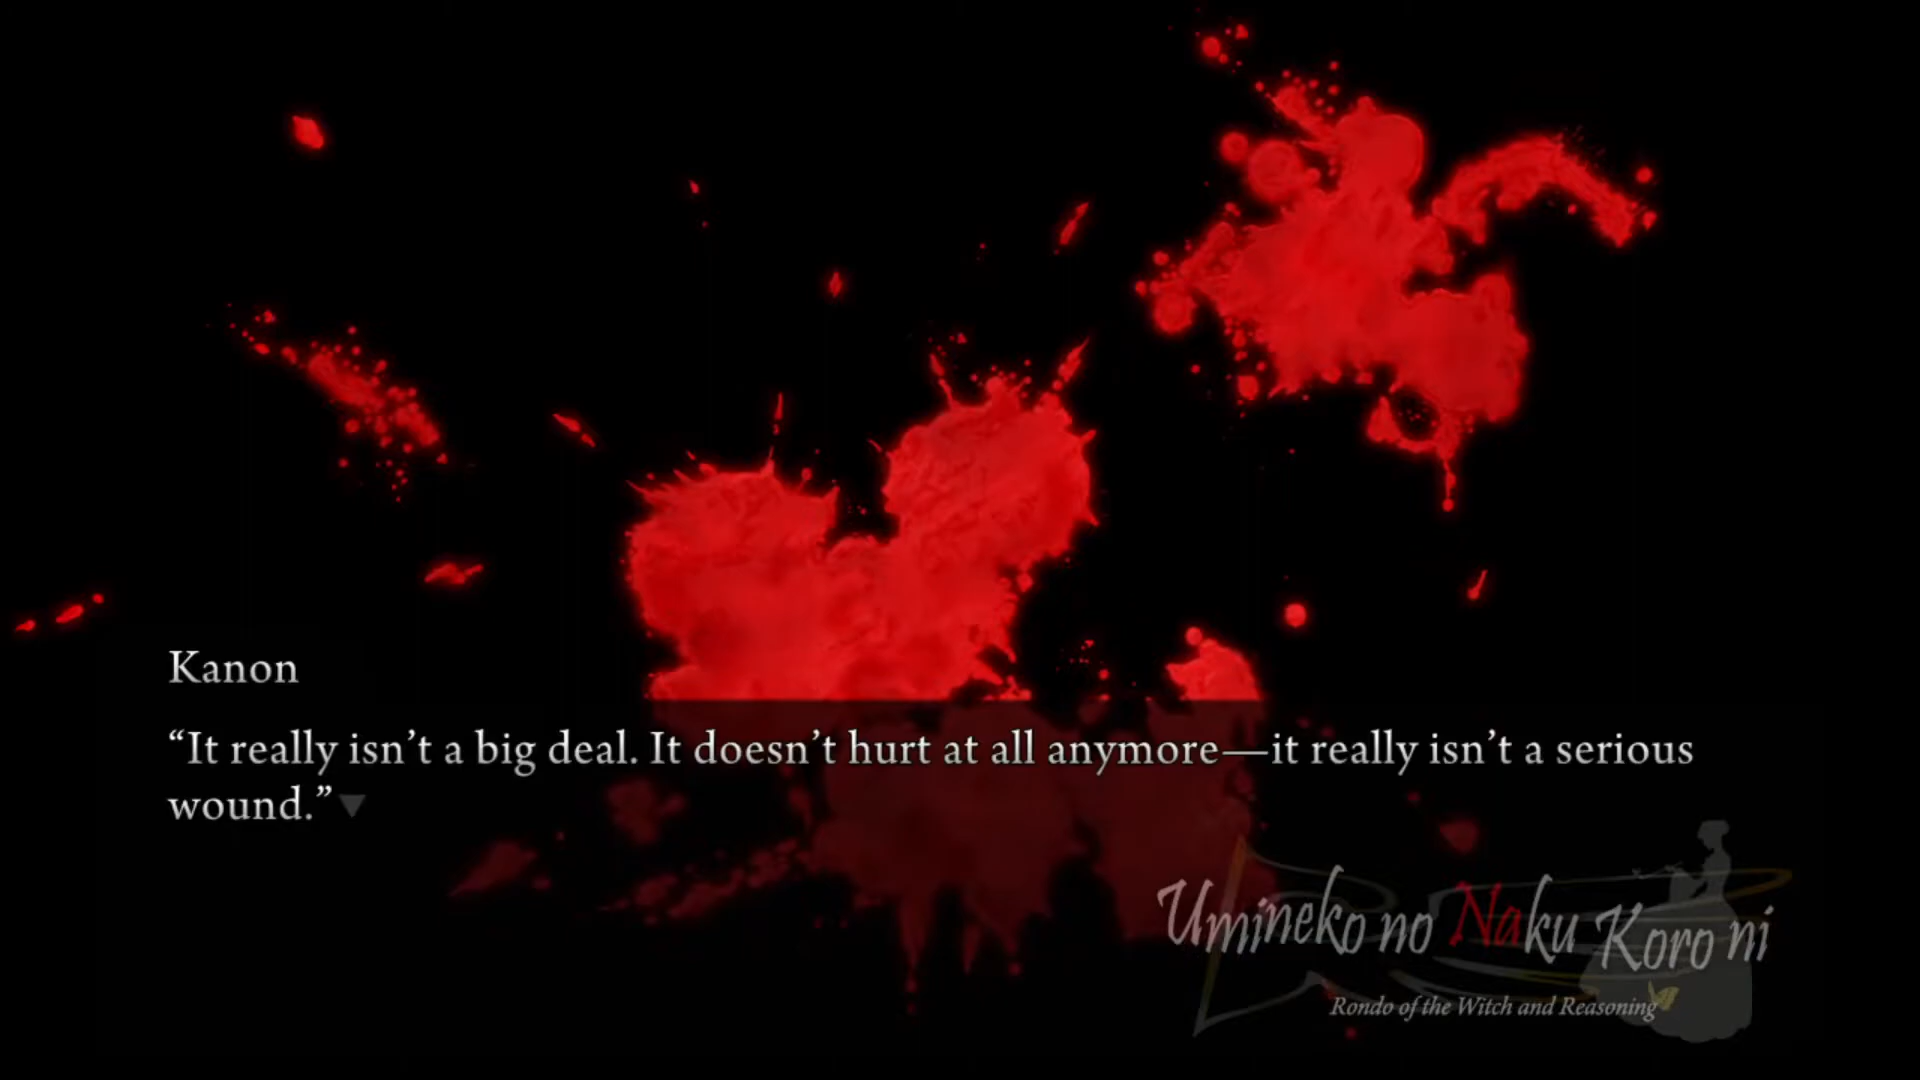 Kanon
“It really isn’t a big deal. It doesn’t hurt at all anymore—it really isn’t a serious
wound.”
Umineko no Naku Koro ni
Rondo of the Witch and Reasoning